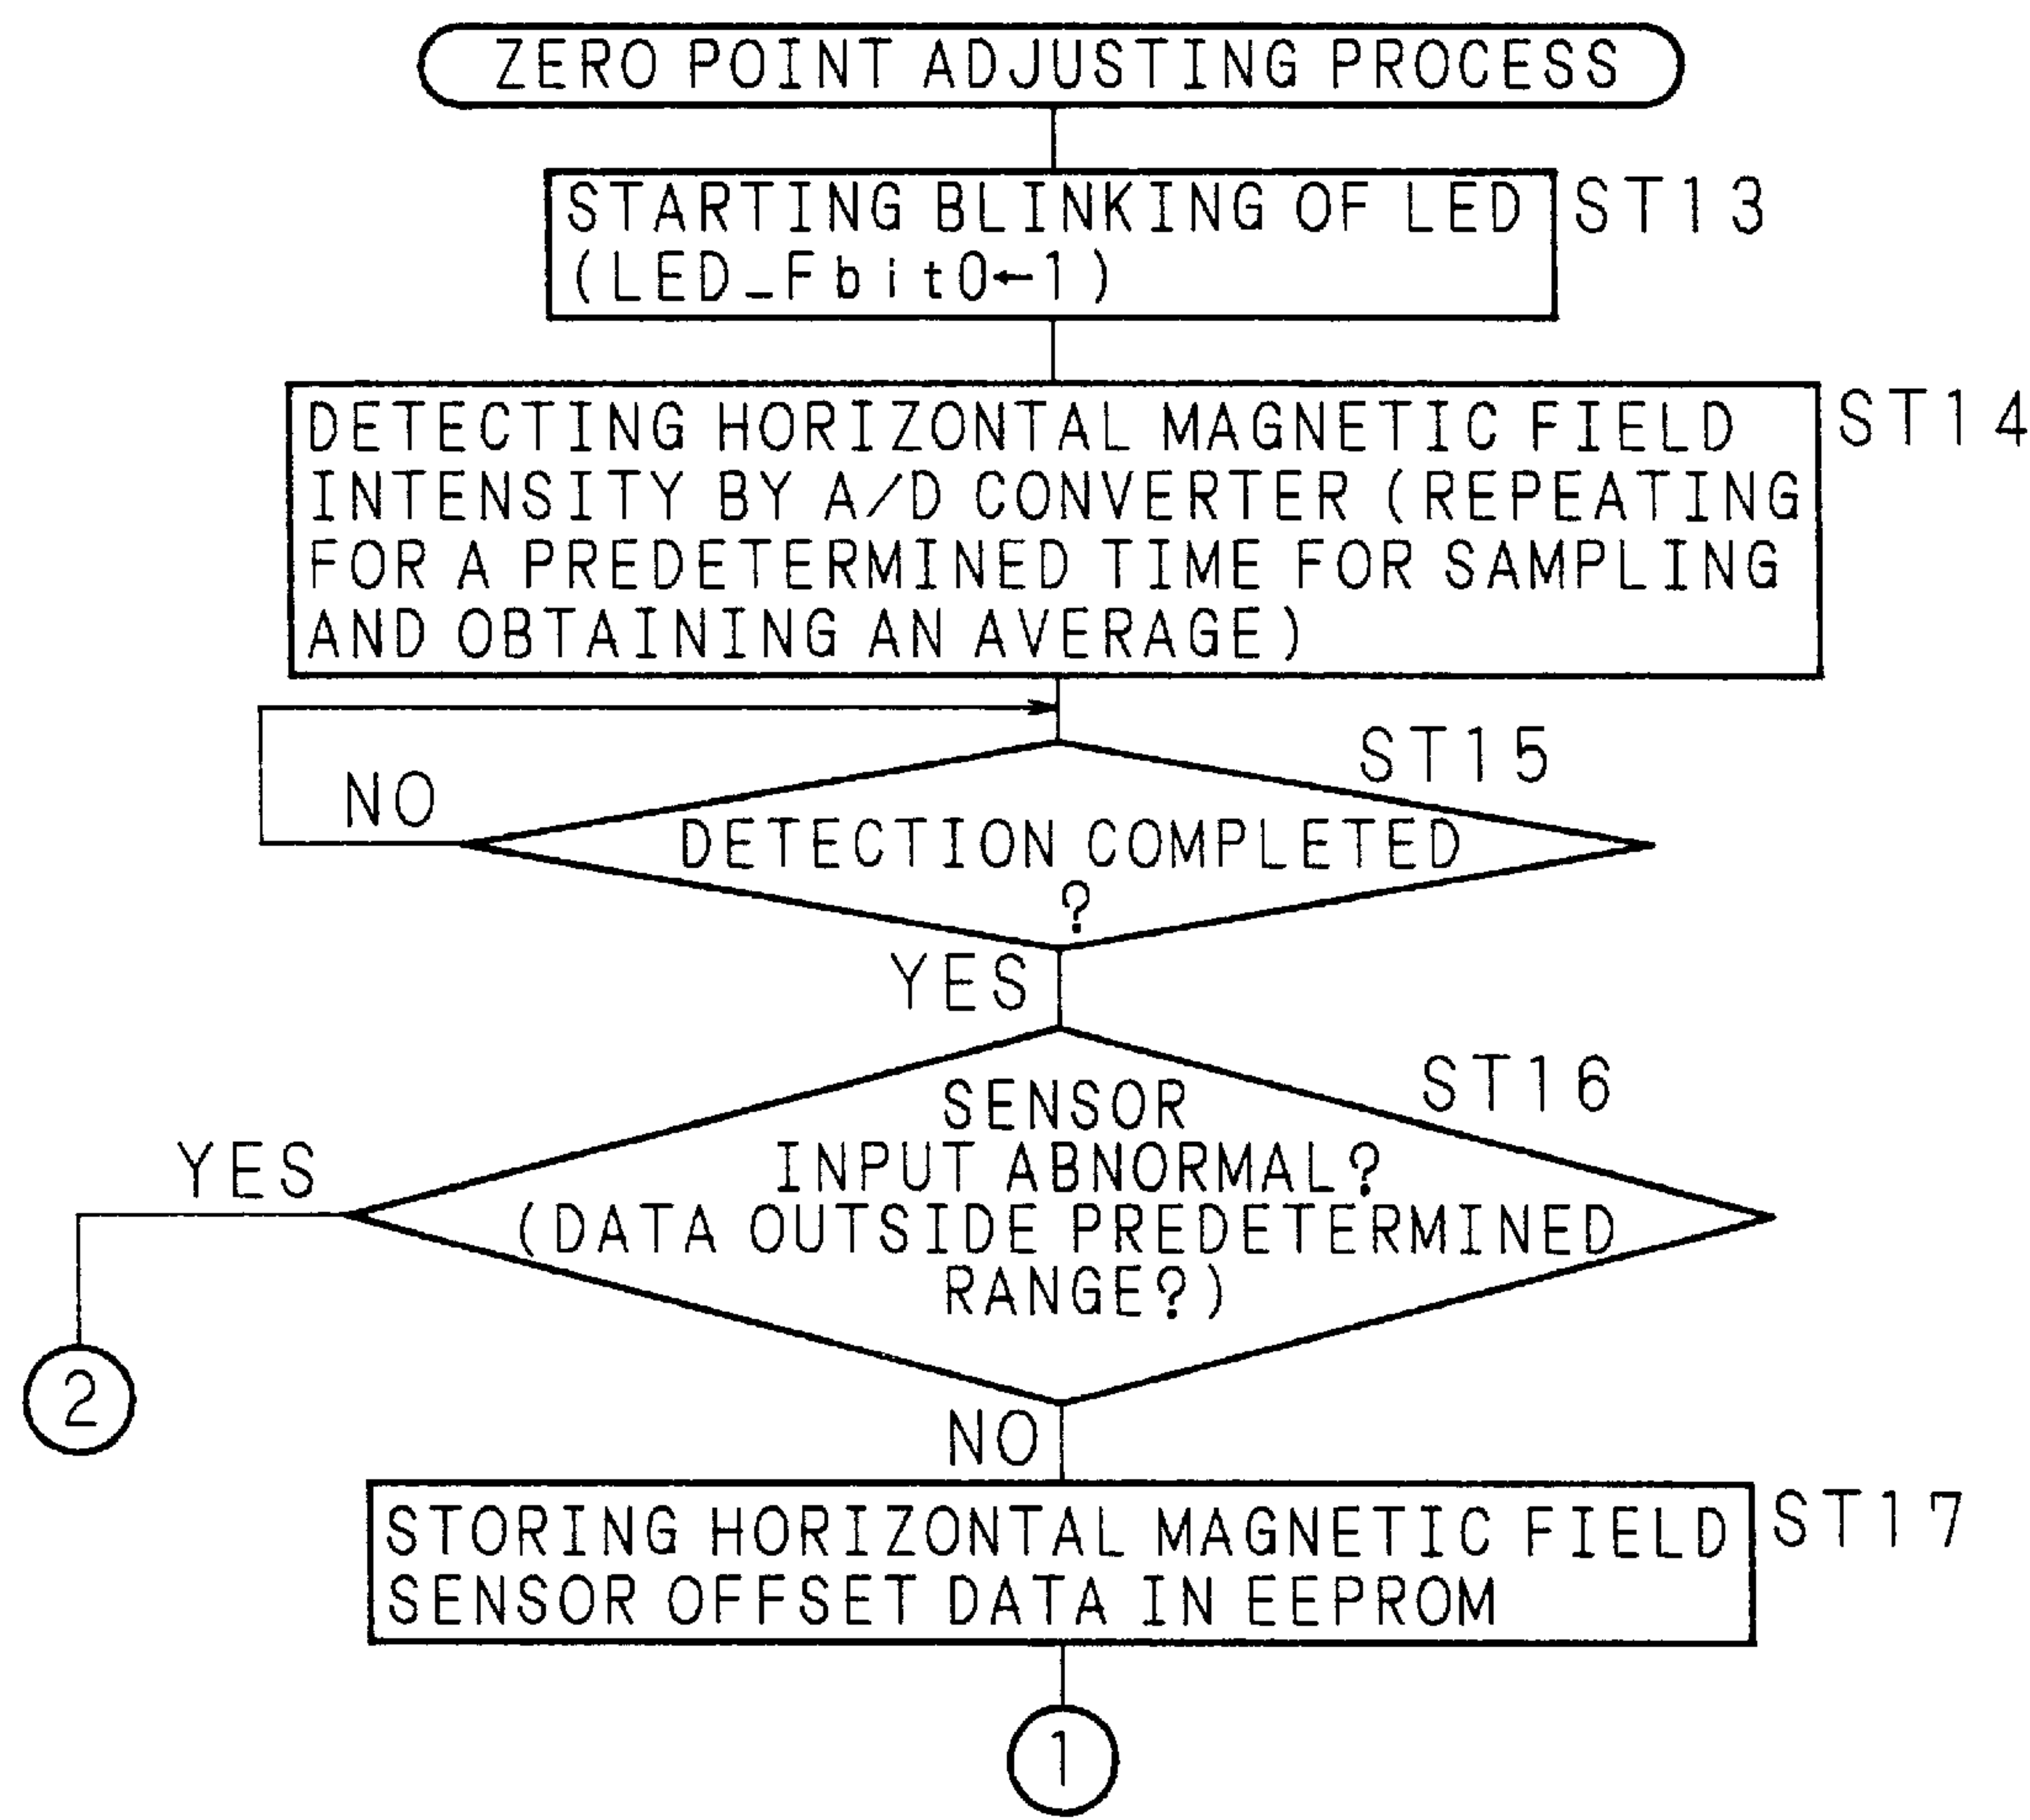 ZERO POINT ADJUSTING PROCESS
STARTING BLINKING OF LED
(LED_Fbit0←1)
ST13
DETECTING HORIZONTAL MAGNETIC FIELD
INTENSITY BY A/D CONVERTER (REPEATING
FOR A PREDETERMINED TIME FOR SAMPLING
AND OBTAINING AN AVERAGE)
ST14
ST15
NO
DETECTION COMPLETED
?
YES
ST16
SENSOR
INPUT ABNORMAL?
(DATA OUTSIDE PREDETERMINED
RANGE?)
YES
2
NO
STORING HORIZONTAL MAGNETIC FIELD
SENSOR OFFSET DATA IN EEPROM
ST17
1